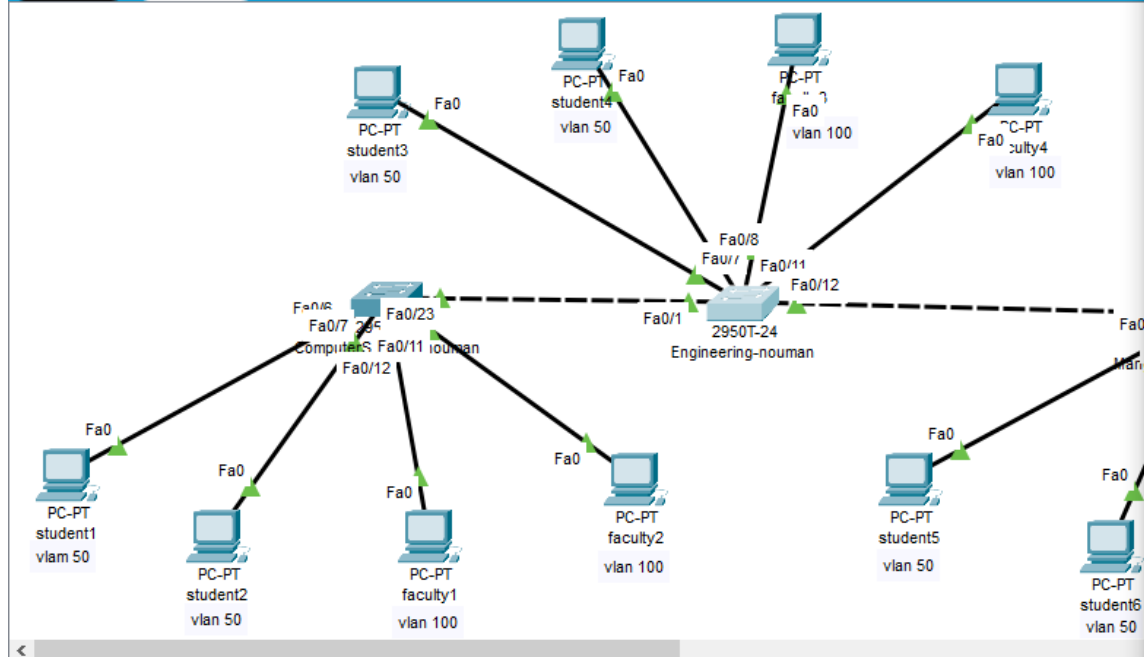 PC-PT
student4
vlan 50
Fa0
PC-PT
Fa0
vlan 100
PC-PT
student3
vlan 50
Fa0
PC-PT
Fa0
vlan 100
Fa0/8
Fa0/11
Fa0/12
Fa0/1
2950T-24
Engineering-nouman
Fa0/6
Fa0/23
Fa0/7
Fa0/11
Fa0/12
Fa0
PC-PT
student1
vlam 50
Fa0
PC-PT
student2
vlan 50
Fa0
PC-PT
faculty1
vlan 100
Fa0
PC-PT
faculty2
vlan 100
Fa0
PC-PT
student5
vlan 50
Fa0
PC-PT
student6
vlan 50